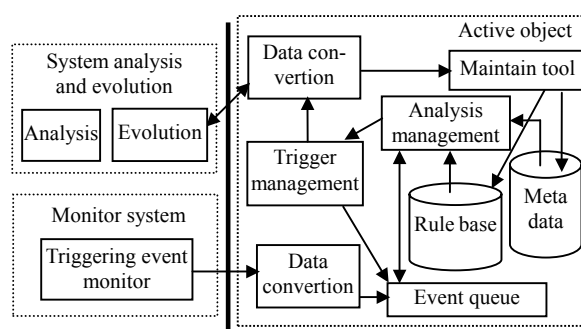 Active object
System analysis
and evolution
Analysis
Evolution
Data con-
vertion
Maintain tool
Analysis
management
Trigger
management
Rule base
Meta
data
Monitor system
Triggering event
monitor
Data
convertion
Event queue